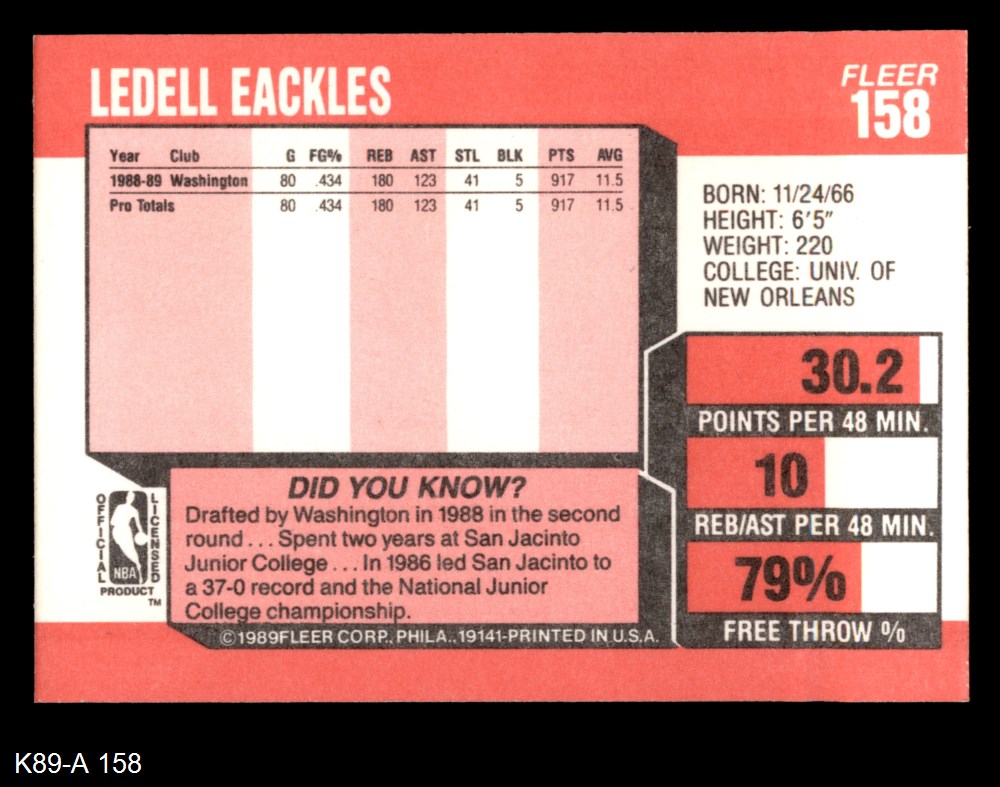 LEDELL EACKLES
FLEER
158
Year Club G FG% REB AST STL BLK PTS AVG
1988-89 Washington 80 .434 180 123 41 5 917 11.5
Pro Totals 80 .434 180 123 41 5 917 11.5
BORN: 11/24/66
HEIGHT: 6'5"
WEIGHT: 220
COLLEGE: UNIV. OF
NEW ORLEANS
30.2
POINTS PER 48 MIN.
10
REB/AST PER 48 MIN.
79%
FREE THROW %
DID YOU KNOW?
Drafted by Washington in 1988 in the second
round . . . Spent two years at San Jacinto
Junior College . . . In 1986 led San Jacinto to
a 37-0 record and the National Junior
College championship.
OFFICIAL
LICENSED
NBA
PRODUCT
TM
©1989FLEER CORP., PHILA., 19141-PRINTED IN U.S.A.
K89-A 158